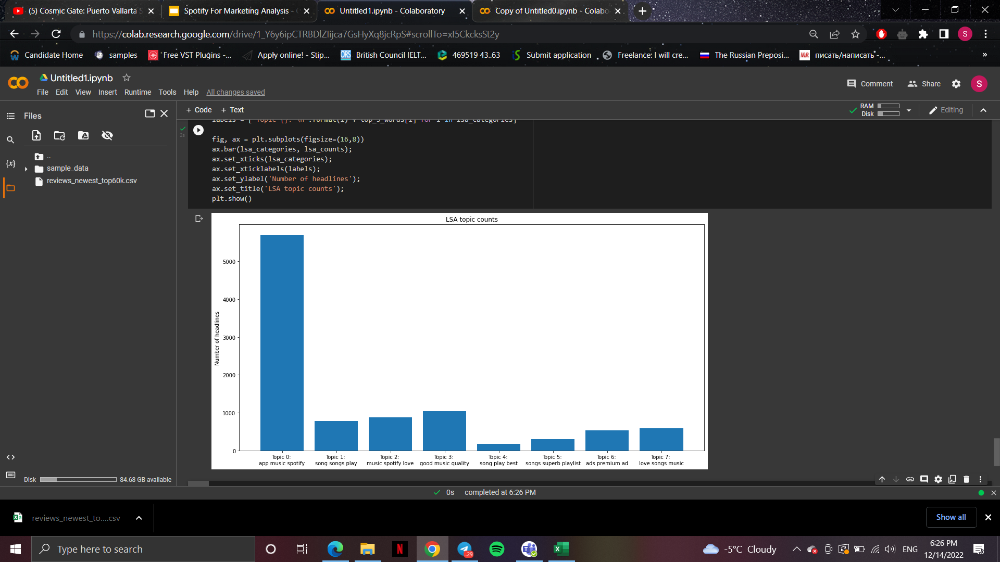 (5) Cosmic Gate: Puerto Vallarta
Spotify For Marketing Analysis -
Untitled1.ipynb - Colaboratory
Copy of Untitled0.ipynb - Colabo
https://colab.research.google.com/drive/1_Y6y6ipCTRBDlZIijca7GsHyXq8jcRpS#scrollTo=xI5CkcksSt2y
S
Candidate Home
samples
Free VST Plugins -...
Apply online! - Stip...
ORS
British Council IELT...
469519 43..63
Submit application
Freelance: I will cre...
The Russian Preposi...
MR
писать/написать -...
»
Untitled1.ipynb
File Edit View Insert Runtime Tools Help All changes saved
Comment
Share
S
Files
+ Code + Text
RAM
Disk
Editing
..
sample_data
reviews_newest_top60k.csv
{x}
2s
labels = ['Topic {}: \n'.format(i) + top_3_words[i] for i in lsa_categories]
fig, ax = plt.subplots(figsize=(16,8))
ax.bar(lsa_categories, lsa_counts);
ax.set_xticks(lsa_categories);
ax.set_xticklabels(labels);
ax.set_ylabel('Number of headlines');
ax.set_title('LSA topic counts');
plt.show()
LSA topic counts
Number of headlines
5000
4000
3000
2000
1000
0
Topic 0:
app music spotify
Topic 1:
song songs play
Topic 2:
music spotify love
Topic 3:
good music quality
Topic 4:
song play best
Topic 5:
songs superb playlist
Topic 6:
ads premium ad
Topic 7:
love songs music
<>
Disk 84.68 GB available
0s completed at 6:26 PM
reviews_newest_to....csv
Show all
Type here to search
N
..29
-5°C Cloudy
ENG
6:26 PM
12/14/2022